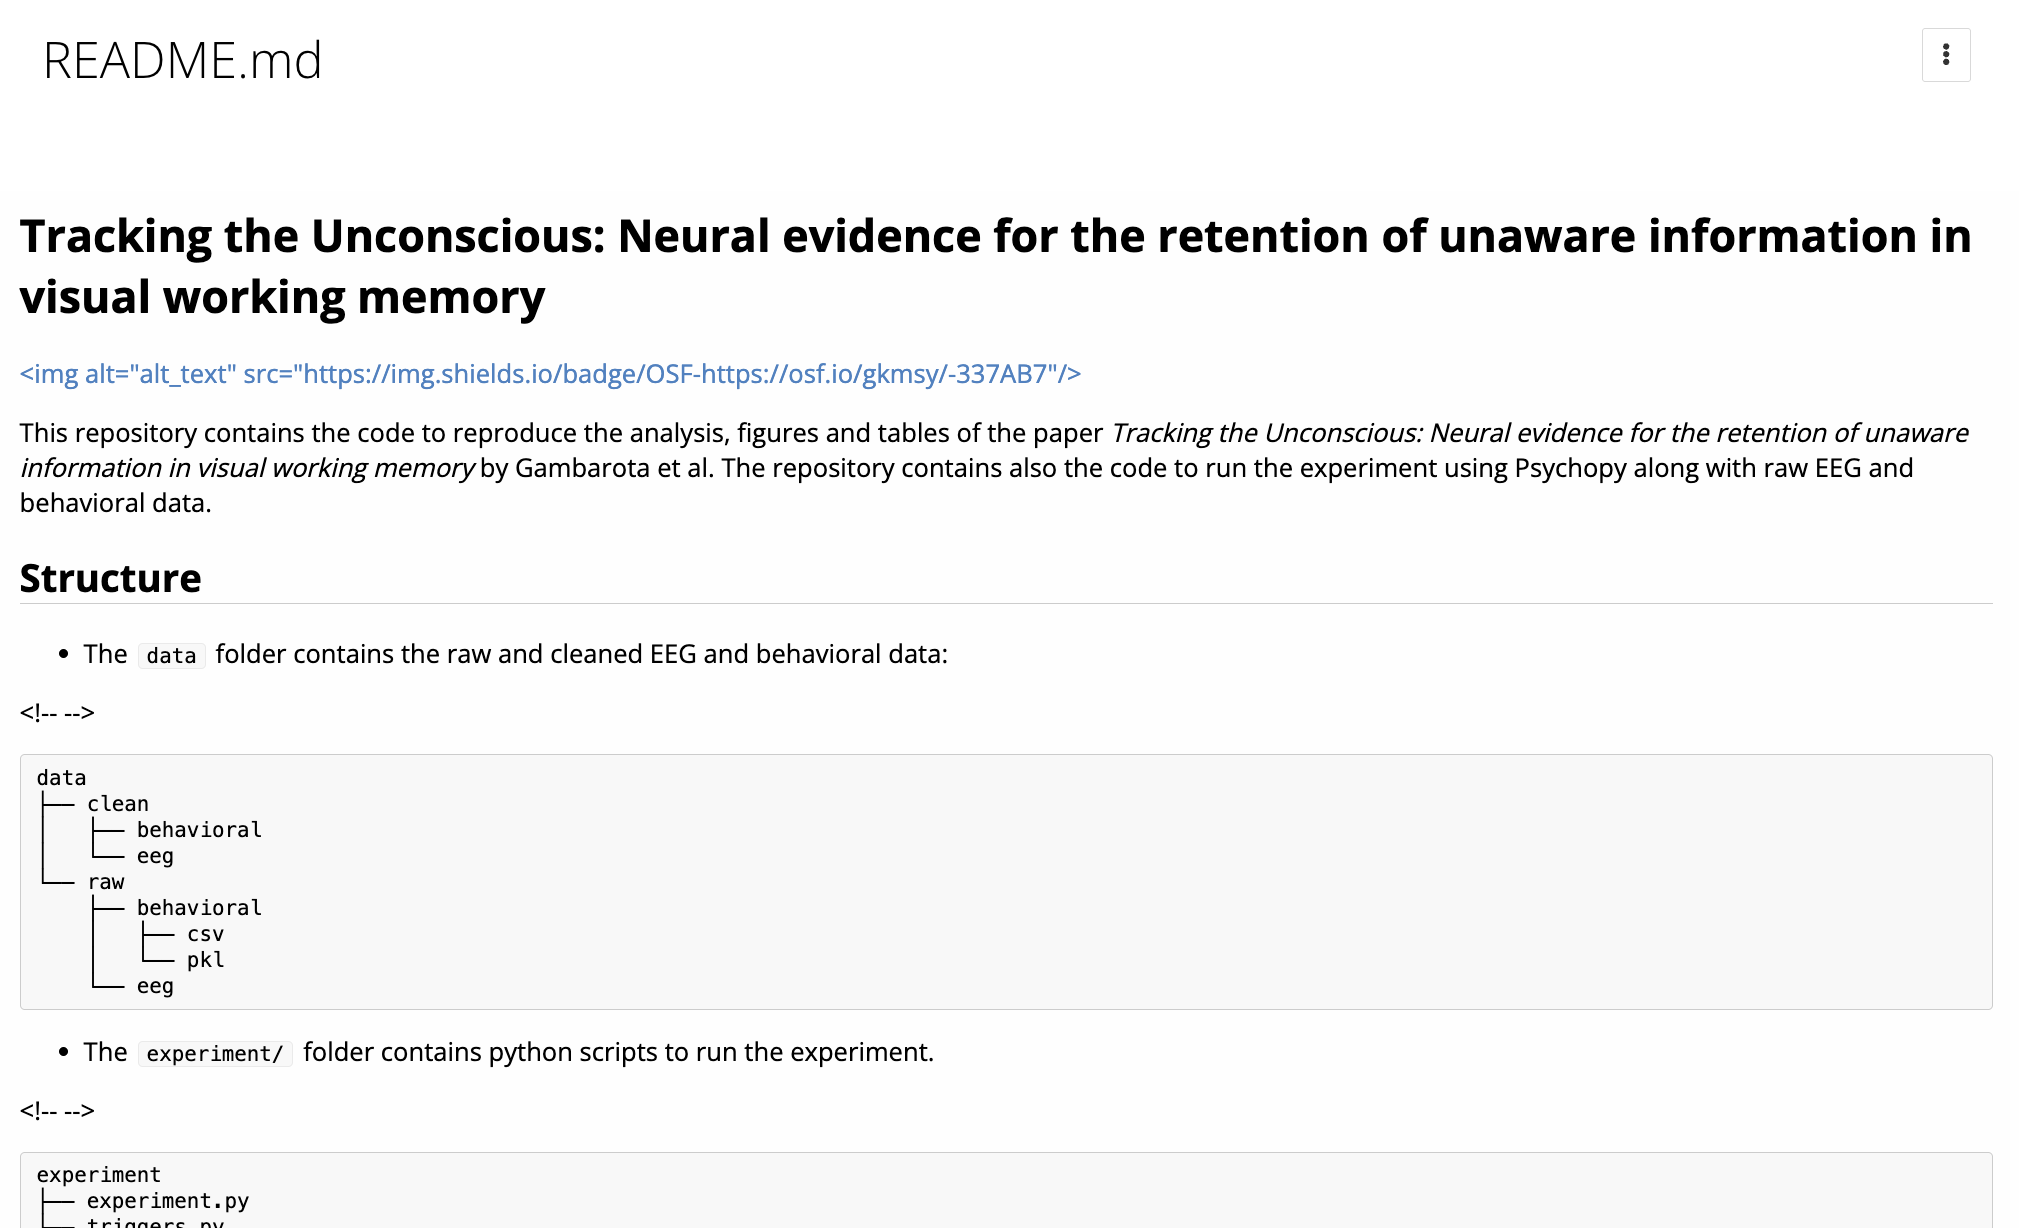 README.md
Tracking the Unconscious: Neural evidence for the retention of unaware information in
visual working memory
<img alt="alt_text" src="https://img.shields.io/badge/OSF-https://osf.io/gkmsy/-337AB7"/>
This repository contains the code to reproduce the analysis, figures and tables of the paper Tracking the Unconscious: Neural evidence for the retention of unaware
information in visual working memory by Gambarota et al. The repository contains also the code to run the experiment using Psychopy along with raw EEG and
behavioral data.
Structure
• The data folder contains the raw and cleaned EEG and behavioral data:
<!-- -->
data
├── clean
│   ├── behavioral
│   └── eeg
└── raw
    ├── behavioral
    │   ├── csv
    │   └── pkl
    └── eeg
• The experiment/ folder contains python scripts to run the experiment.
<!-- -->
experiment
├── experiment.py
└── triggers.py